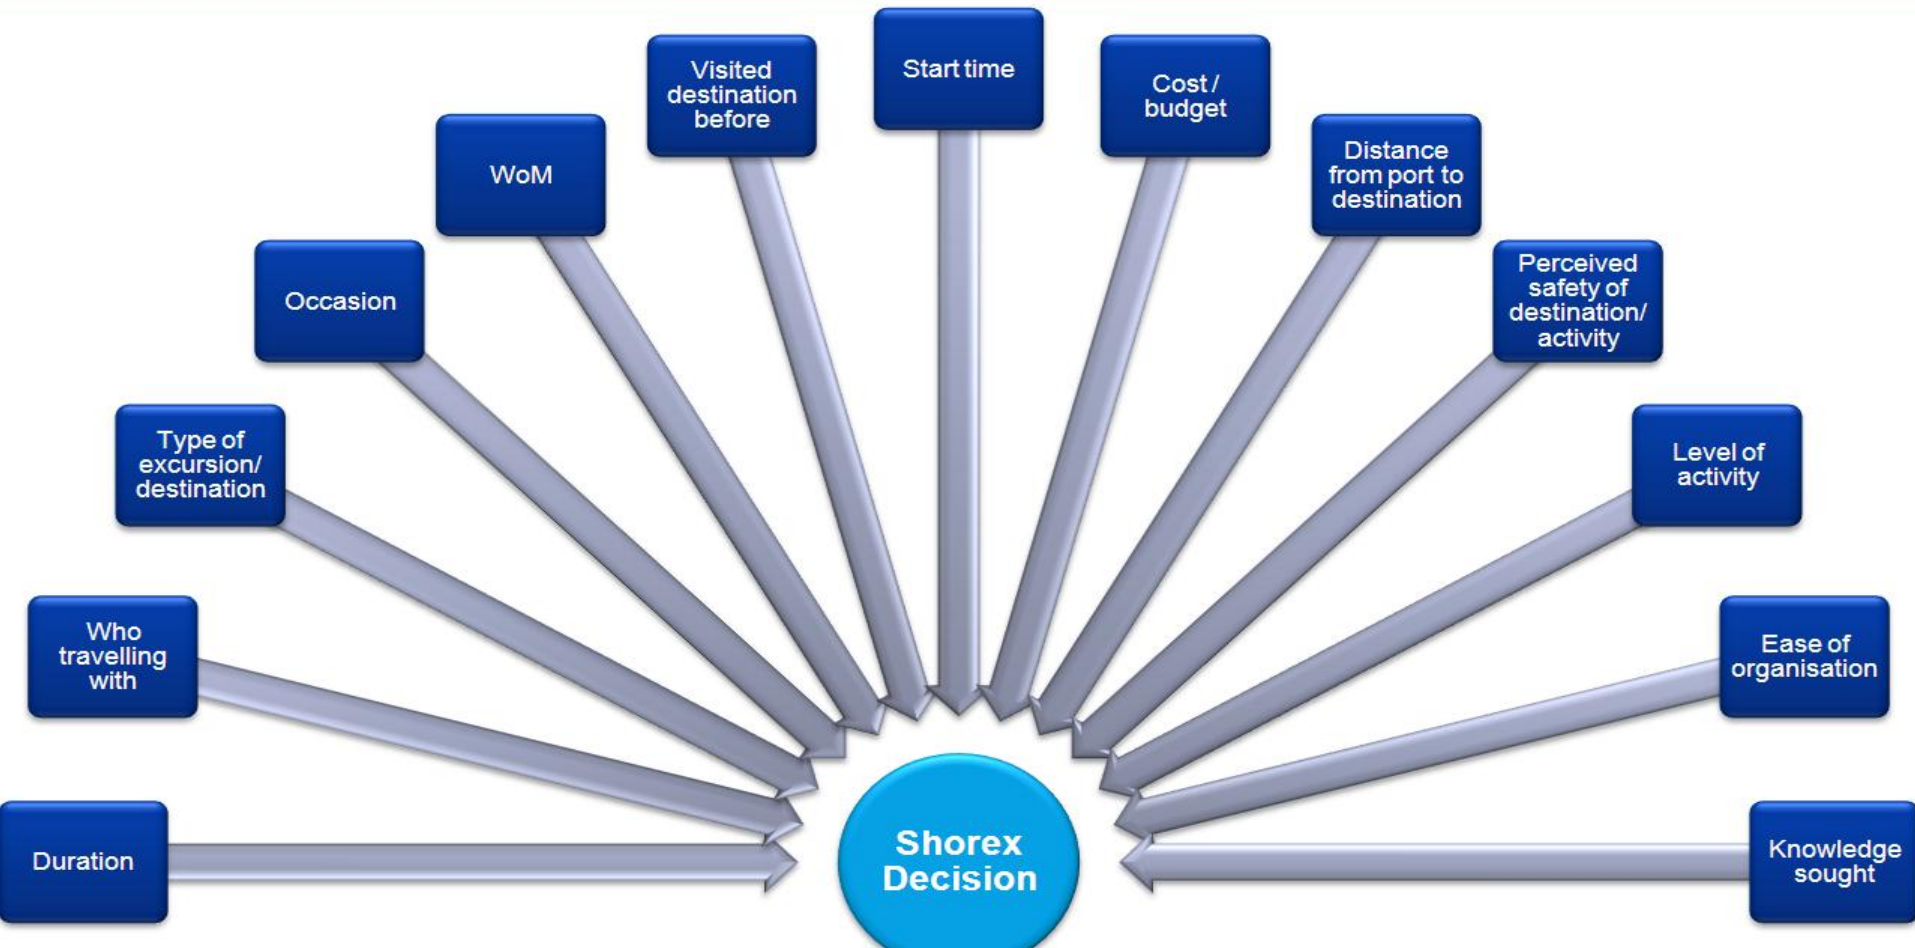 Start time
Visited
destination
before
Cost /
budget
WoM
Distance
from port to
destination
Occasion
Perceived
safety of
destination/
activity
Type of
excursion/
destination
Level of
activity
Who
travelling
with
Ease of
organisation
Duration
Shorex
Decision
Knowledge
sought